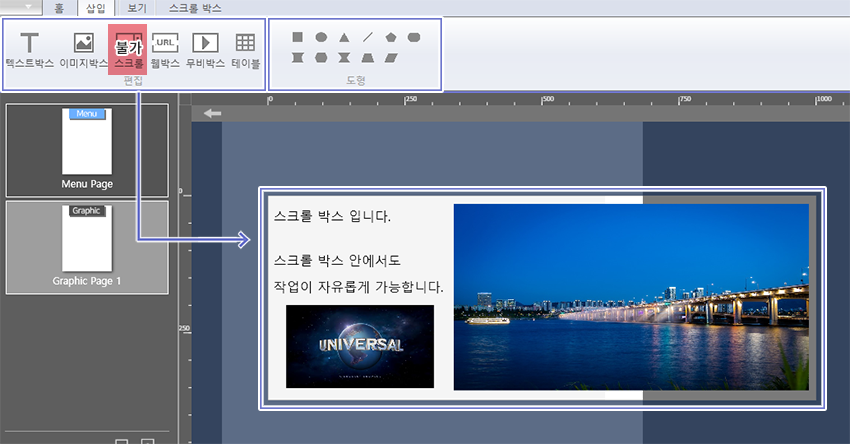 홈 삽입 보기 스크롤 박스
불가
URL
텍스트박스 이미지박스 스크롤 웹박스 무비박스 테이블
편집 도형
0 250 500 750 1000
Menu
Menu Page
Graphic
Graphic Page 1
0
250
스크롤 박스 입니다.
스크롤 박스 안에서도
작업이 자유롭게 가능합니다.
UNIVERSAL